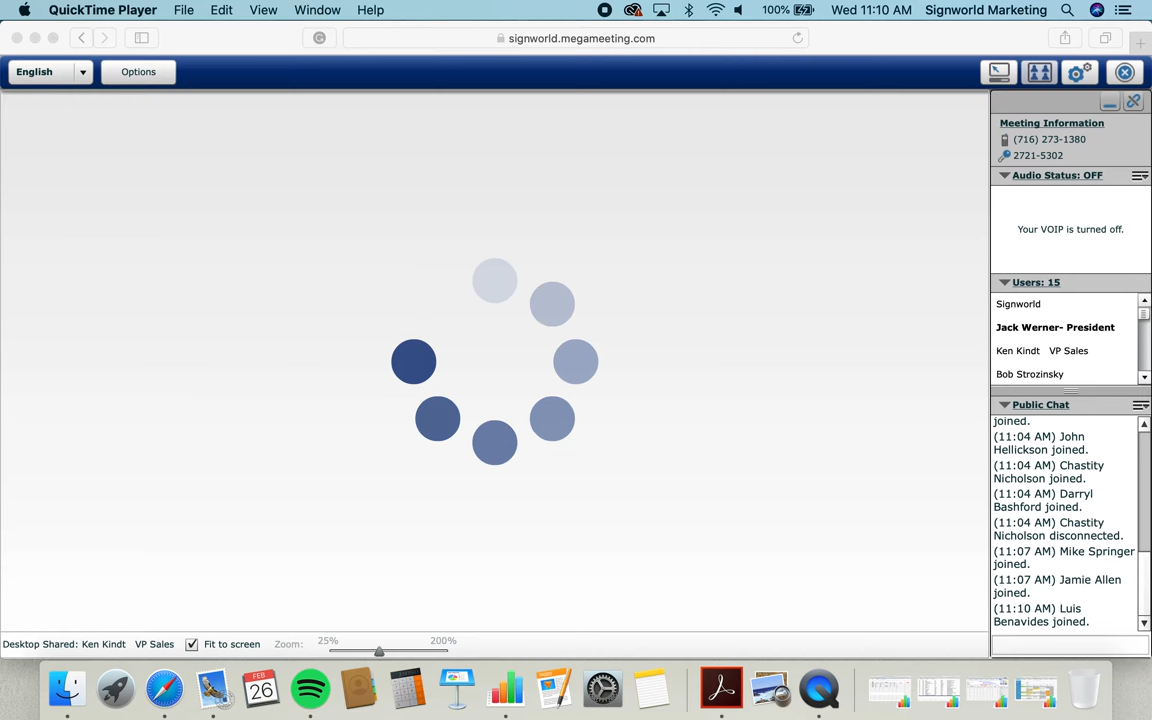 QuickTime Player File Edit View Window Help 100% Wed 11:10 AM Signworld Marketing
signworld.megameeting.com
English Options
Meeting Information
(716) 273-1380
2721-5302
Audio Status: OFF
Your VOIP is turned off.
Users: 15
Signworld
Jack Werner- President
Ken Kindt VP Sales
Bob Strozinsky
Public Chat
joined.
(11:04 AM) John
Hellickson joined.
(11:04 AM) Chastity
Nicholson joined.
(11:04 AM) Darryl
Bashford joined.
(11:04 AM) Chastity
Nicholson disconnected.
(11:07 AM) Mike Springer
joined.
(11:07 AM) Jamie Allen
joined.
(11:10 AM) Luis
Benavides joined.
Desktop Shared: Ken Kindt VP Sales Fit to screen Zoom: 25% 200%
FEB
26